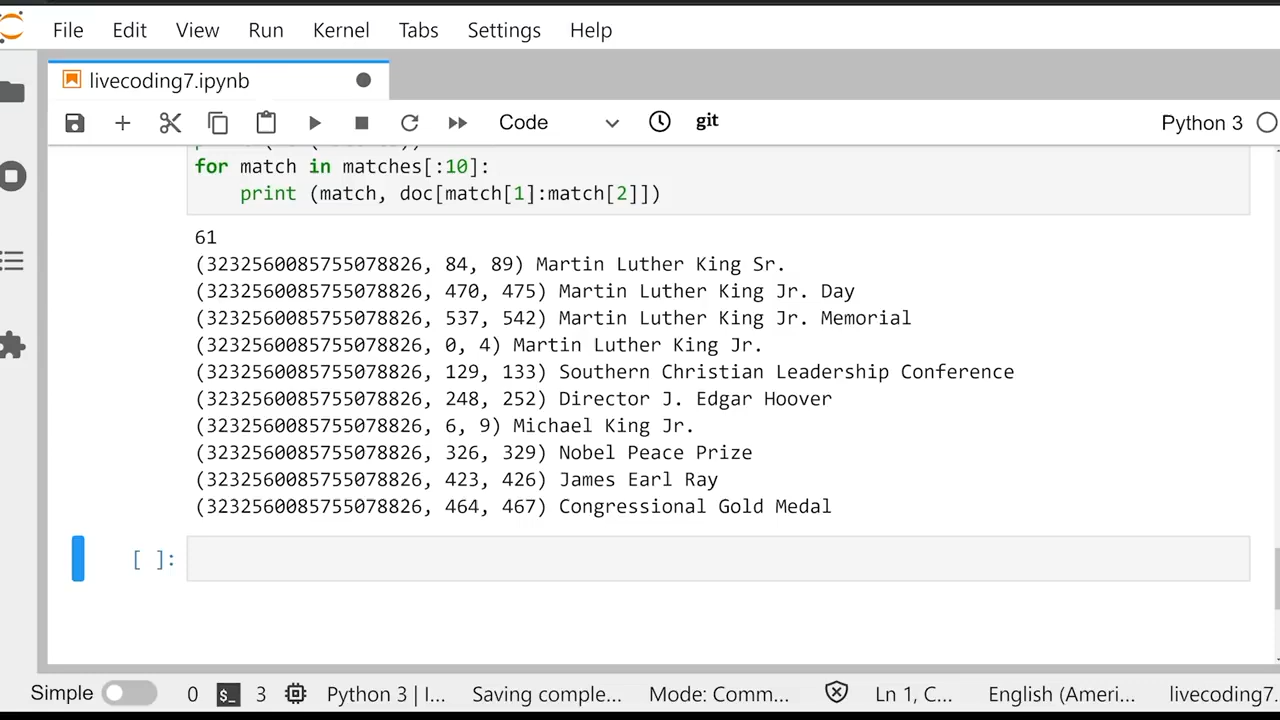 File Edit View Run Kernel Tabs Settings Help
livecoding7.ipynb
Code git Python 3
for match in matches[:10]:
print (match, doc[match[1]:match[2]])
61
(3232560085755078826, 84, 89) Martin Luther King Sr.
(3232560085755078826, 470, 475) Martin Luther King Jr. Day
(3232560085755078826, 537, 542) Martin Luther King Jr. Memorial
(3232560085755078826, 0, 4) Martin Luther King Jr.
(3232560085755078826, 129, 133) Southern Christian Leadership Conference
(3232560085755078826, 248, 252) Director J. Edgar Hoover
(3232560085755078826, 6, 9) Michael King Jr.
(3232560085755078826, 326, 329) Nobel Peace Prize
(3232560085755078826, 423, 426) James Earl Ray
(3232560085755078826, 464, 467) Congressional Gold Medal
[ ]:
Simple 0 $_ 3 Python 3 | I... Saving comple... Mode: Comm... Ln 1, C... English (Ameri... livecoding7.